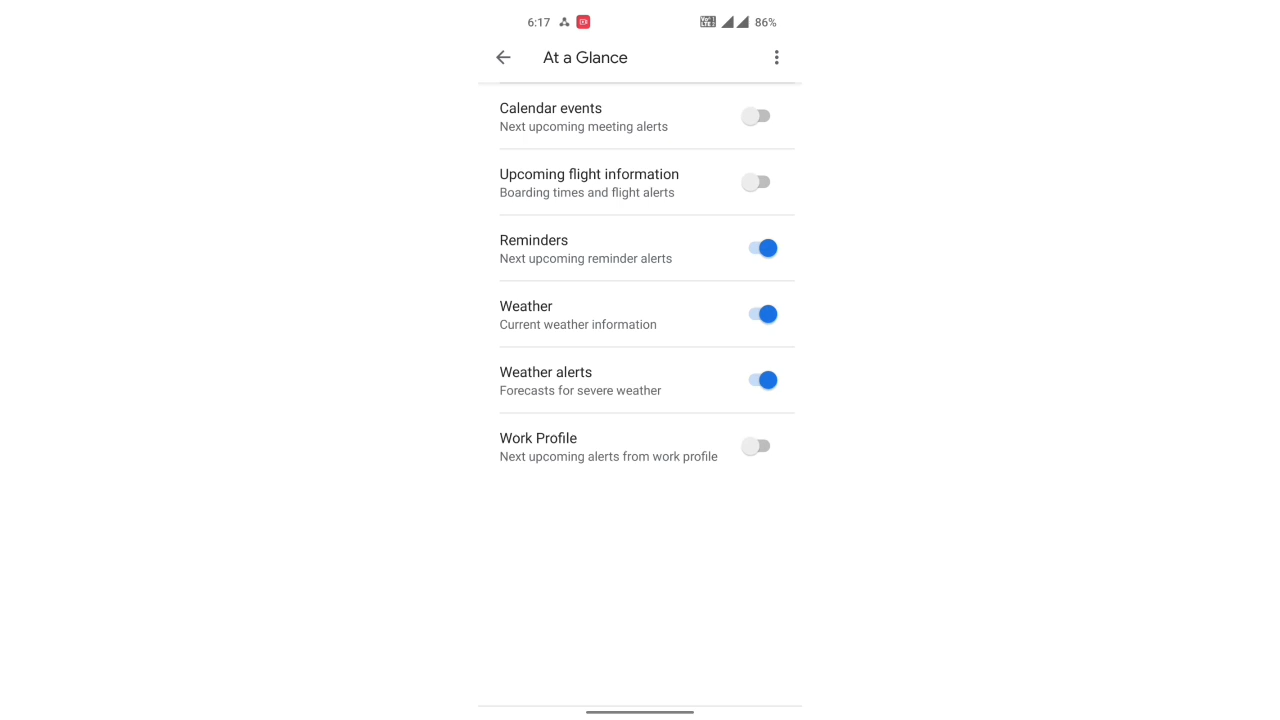 6:17 86%
At a Glance
Calendar events
Next upcoming meeting alerts
Upcoming flight information
Boarding times and flight alerts
Reminders
Next upcoming reminder alerts
Weather
Current weather information
Weather alerts
Forecasts for severe weather
Work Profile
Next upcoming alerts from work profile